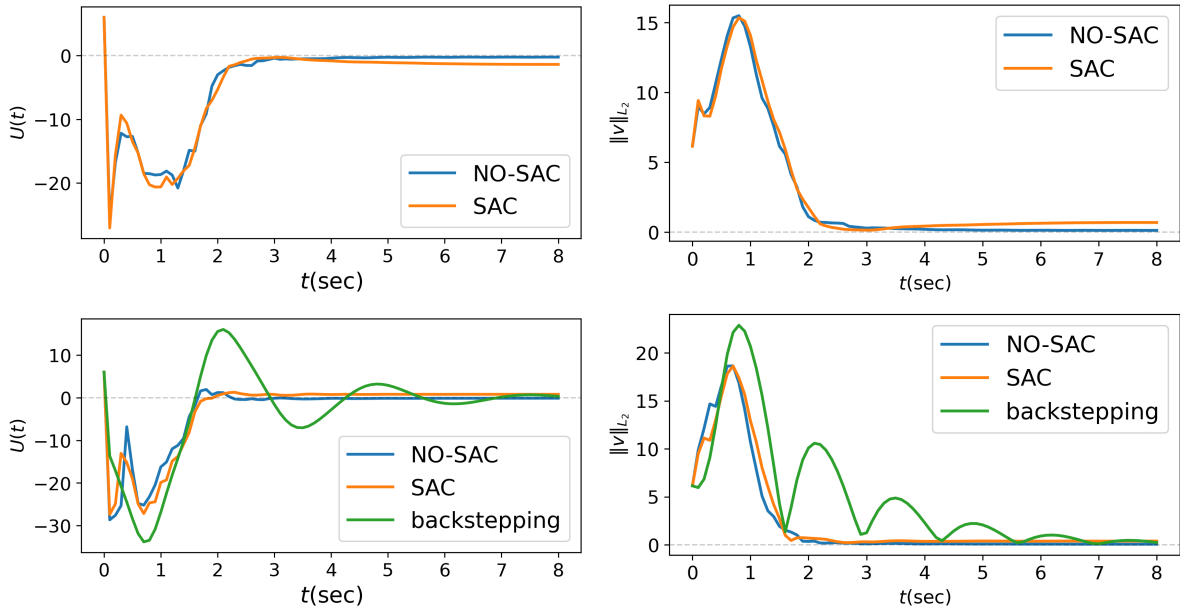 0
−10
−20
U(t)
0 1 2 3 4 5 6 7 8
t(sec)
NO-SAC
SAC
15
10
5
0
‖v‖L2
0 1 2 3 4 5 6 7 8
t(sec)
NO-SAC
SAC
10
0
−10
−20
−30
U(t)
0 1 2 3 4 5 6 7 8
t(sec)
NO-SAC
SAC
backstepping
20
15
10
5
0
‖v‖L2
0 1 2 3 4 5 6 7 8
t(sec)
NO-SAC
SAC
backstepping